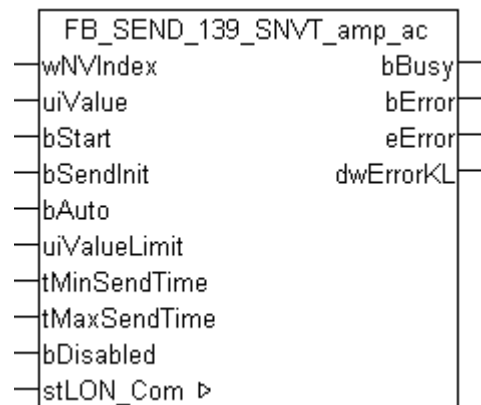 FB_SEND_139_SNVT_amp_ac
wNVIndex bBusy
uiValue bError
bStart eError
bSendInit dwErrorKL
bAuto
uiValueLimit
tMinSendTime
tMaxSendTime
bDisabled
stLON_Com ▷